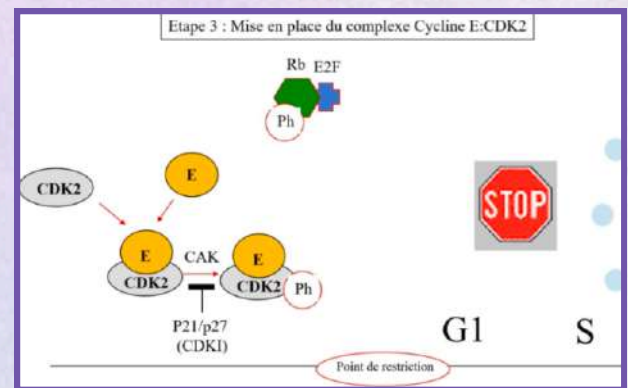 Etape 3 : Mise en place du complexe Cycline E:CDK2
Rb E2F
Ph
CDK2
E
STOP
E
CAK
E
CDK2
CDK2
Ph
P21/p27
(CDKI)
G1
S
Point de restriction